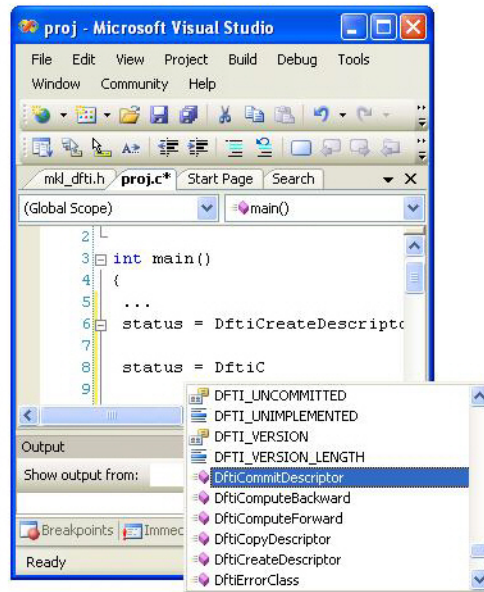 proj - Microsoft Visual Studio
File Edit View Project Build Debug Tools
Window Community Help
mkl_dfti.h proj.c* Start Page Search
(Global Scope) main()
2
3 int main()
4 {
5 ...
6 status = DftiCreateDescripto
7
8 status = DftiC
9
DFTI_UNCOMMITTED
DFTI_UNIMPLEMENTED
DFTI_VERSION
DFTI_VERSION_LENGTH
DftiCommitDescriptor
DftiComputeBackward
DftiComputeForward
DftiCopyDescriptor
DftiCreateDescriptor
DftiErrorClass
Output
Show output from:
Breakpoints Immec
Ready